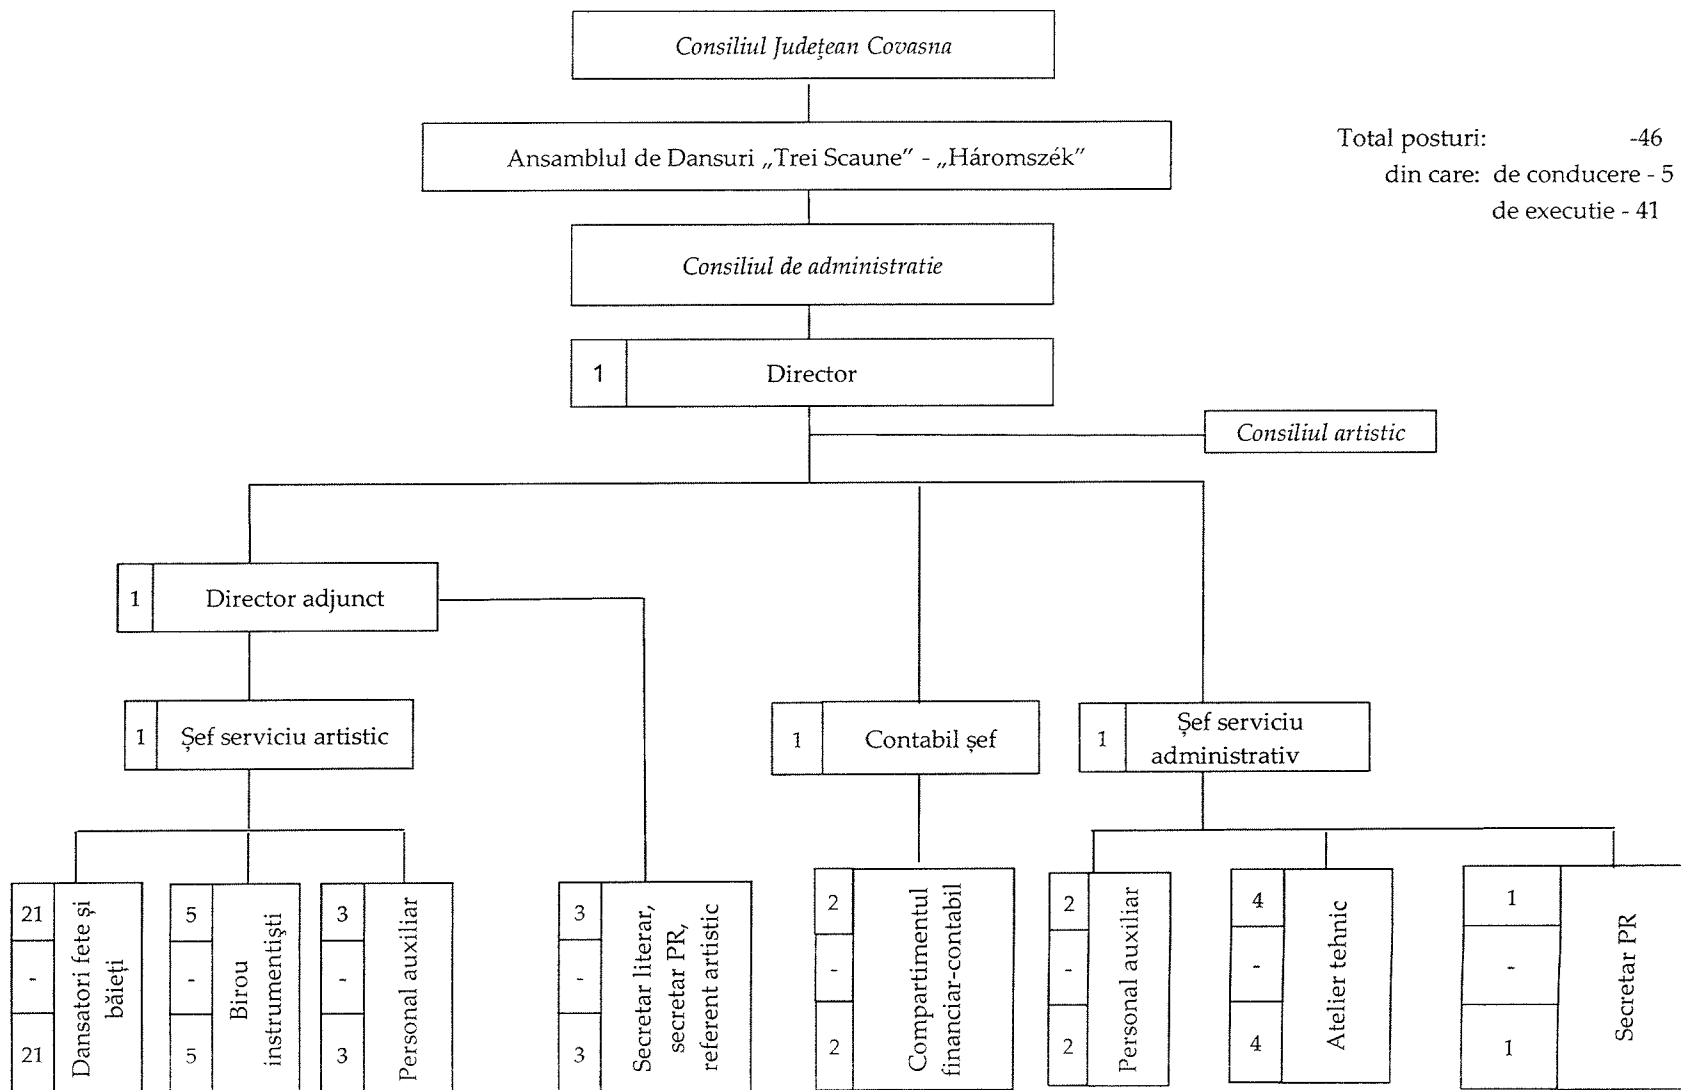 Consiliul Județean Covasna
Ansamblul de Dansuri „Trei Scaune” - „Háromszék”
Total posturi: -46
din care: de conducere - 5
de executie - 41
Consiliul de administratie
1 Director
Consiliul artistic
1 Director adjunct
1 Șef serviciu artistic
1 Contabil șef
1 Șef serviciu
administrativ
21
-
21
Dansatori fete și
băieți
5
-
5
Birou
instrumentiști
3
-
3
Personal auxiliar
3
-
3
Secretar literar,
secretar PR,
referent artistic
2
-
2
Compartimentul
financiar-contabil
2
-
2
Personal auxiliar
4
-
4
Atelier tehnic
1
-
1
Secretar PR